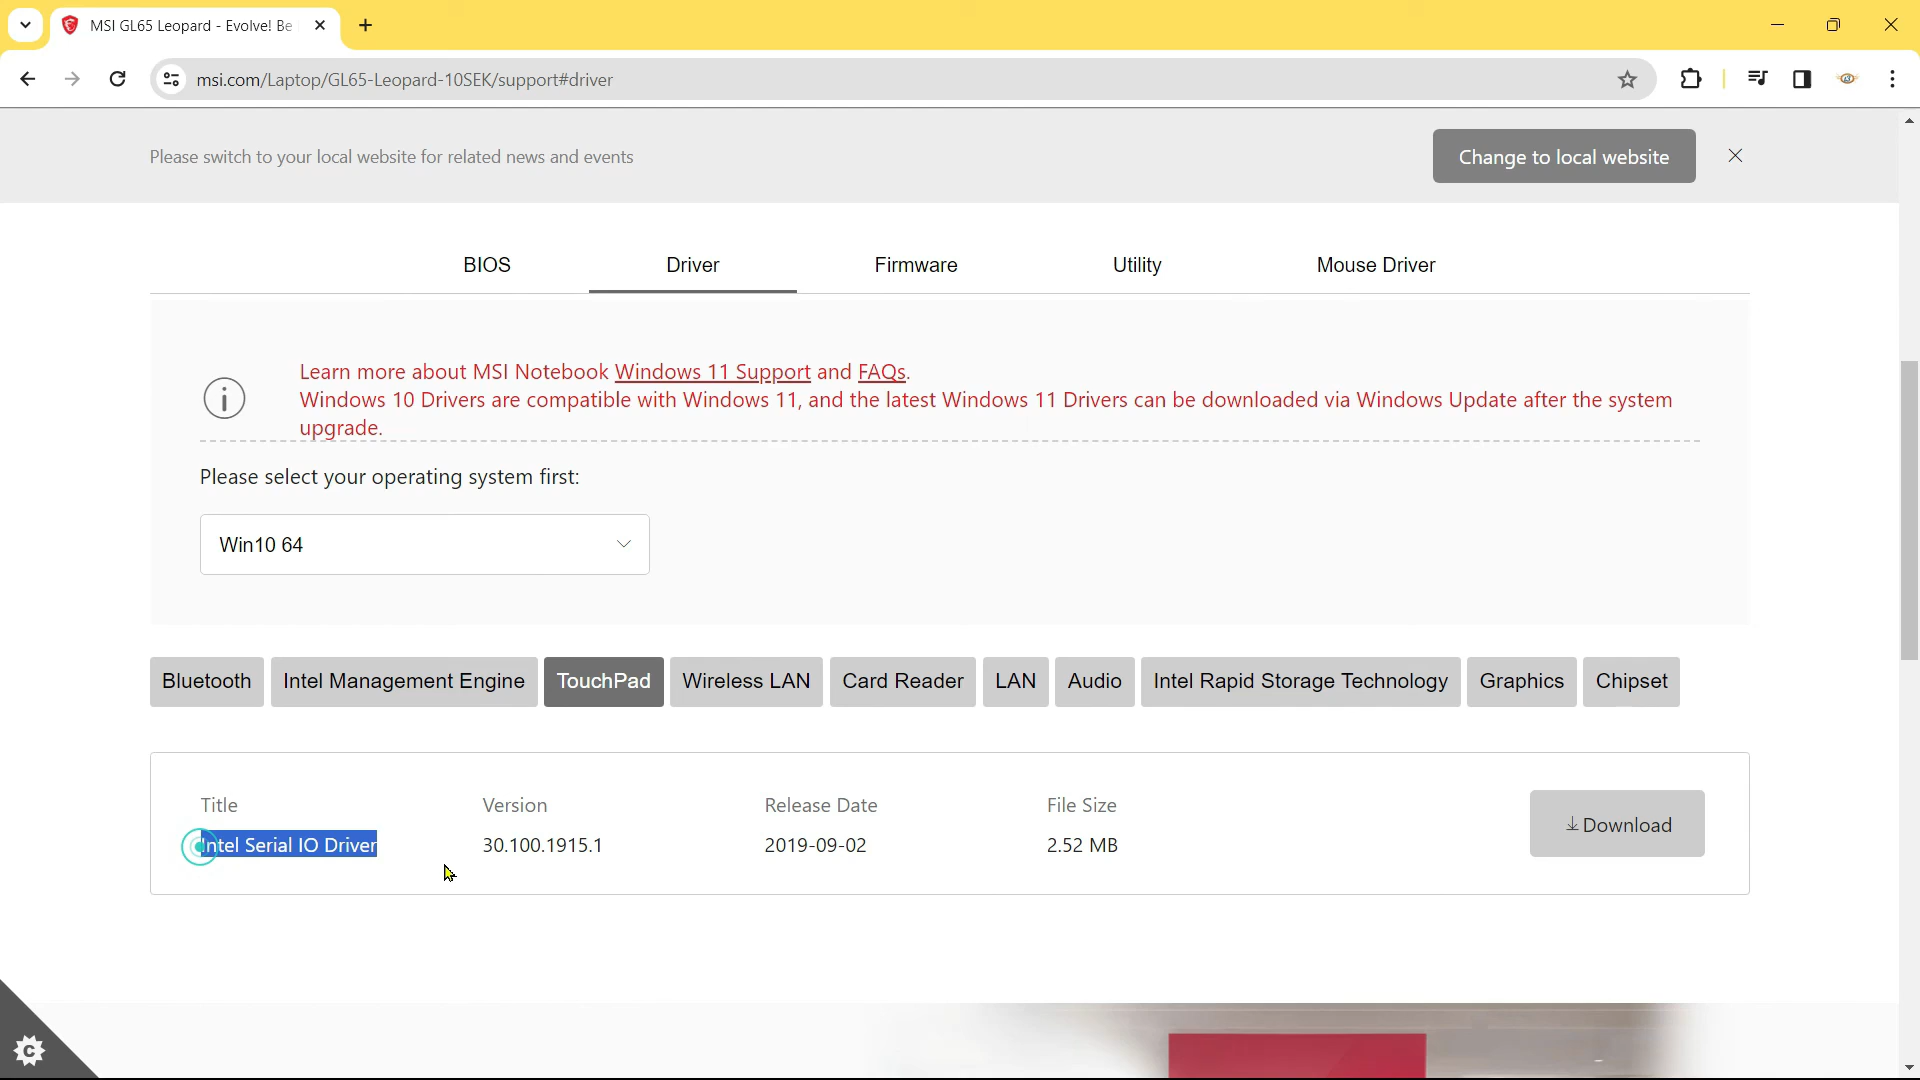 MSI GL65 Leopard - Evolve! Be
msi.com/Laptop/GL65-Leopard-10SEK/support#driver
Please switch to your local website for related news and events
Change to local website
BIOS
Driver
Firmware
Utility
Mouse Driver
Learn more about MSI Notebook Windows 11 Support and FAQs.
Windows 10 Drivers are compatible with Windows 11, and the latest Windows 11 Drivers can be downloaded via Windows Update after the system
upgrade.
Please select your operating system first:
Win10 64
Bluetooth
Intel Management Engine
TouchPad
Wireless LAN
Card Reader
LAN
Audio
Intel Rapid Storage Technology
Graphics
Chipset
Title
Version
Release Date
File Size
Intel Serial IO Driver
30.100.1915.1
2019-09-02
2.52 MB
Download